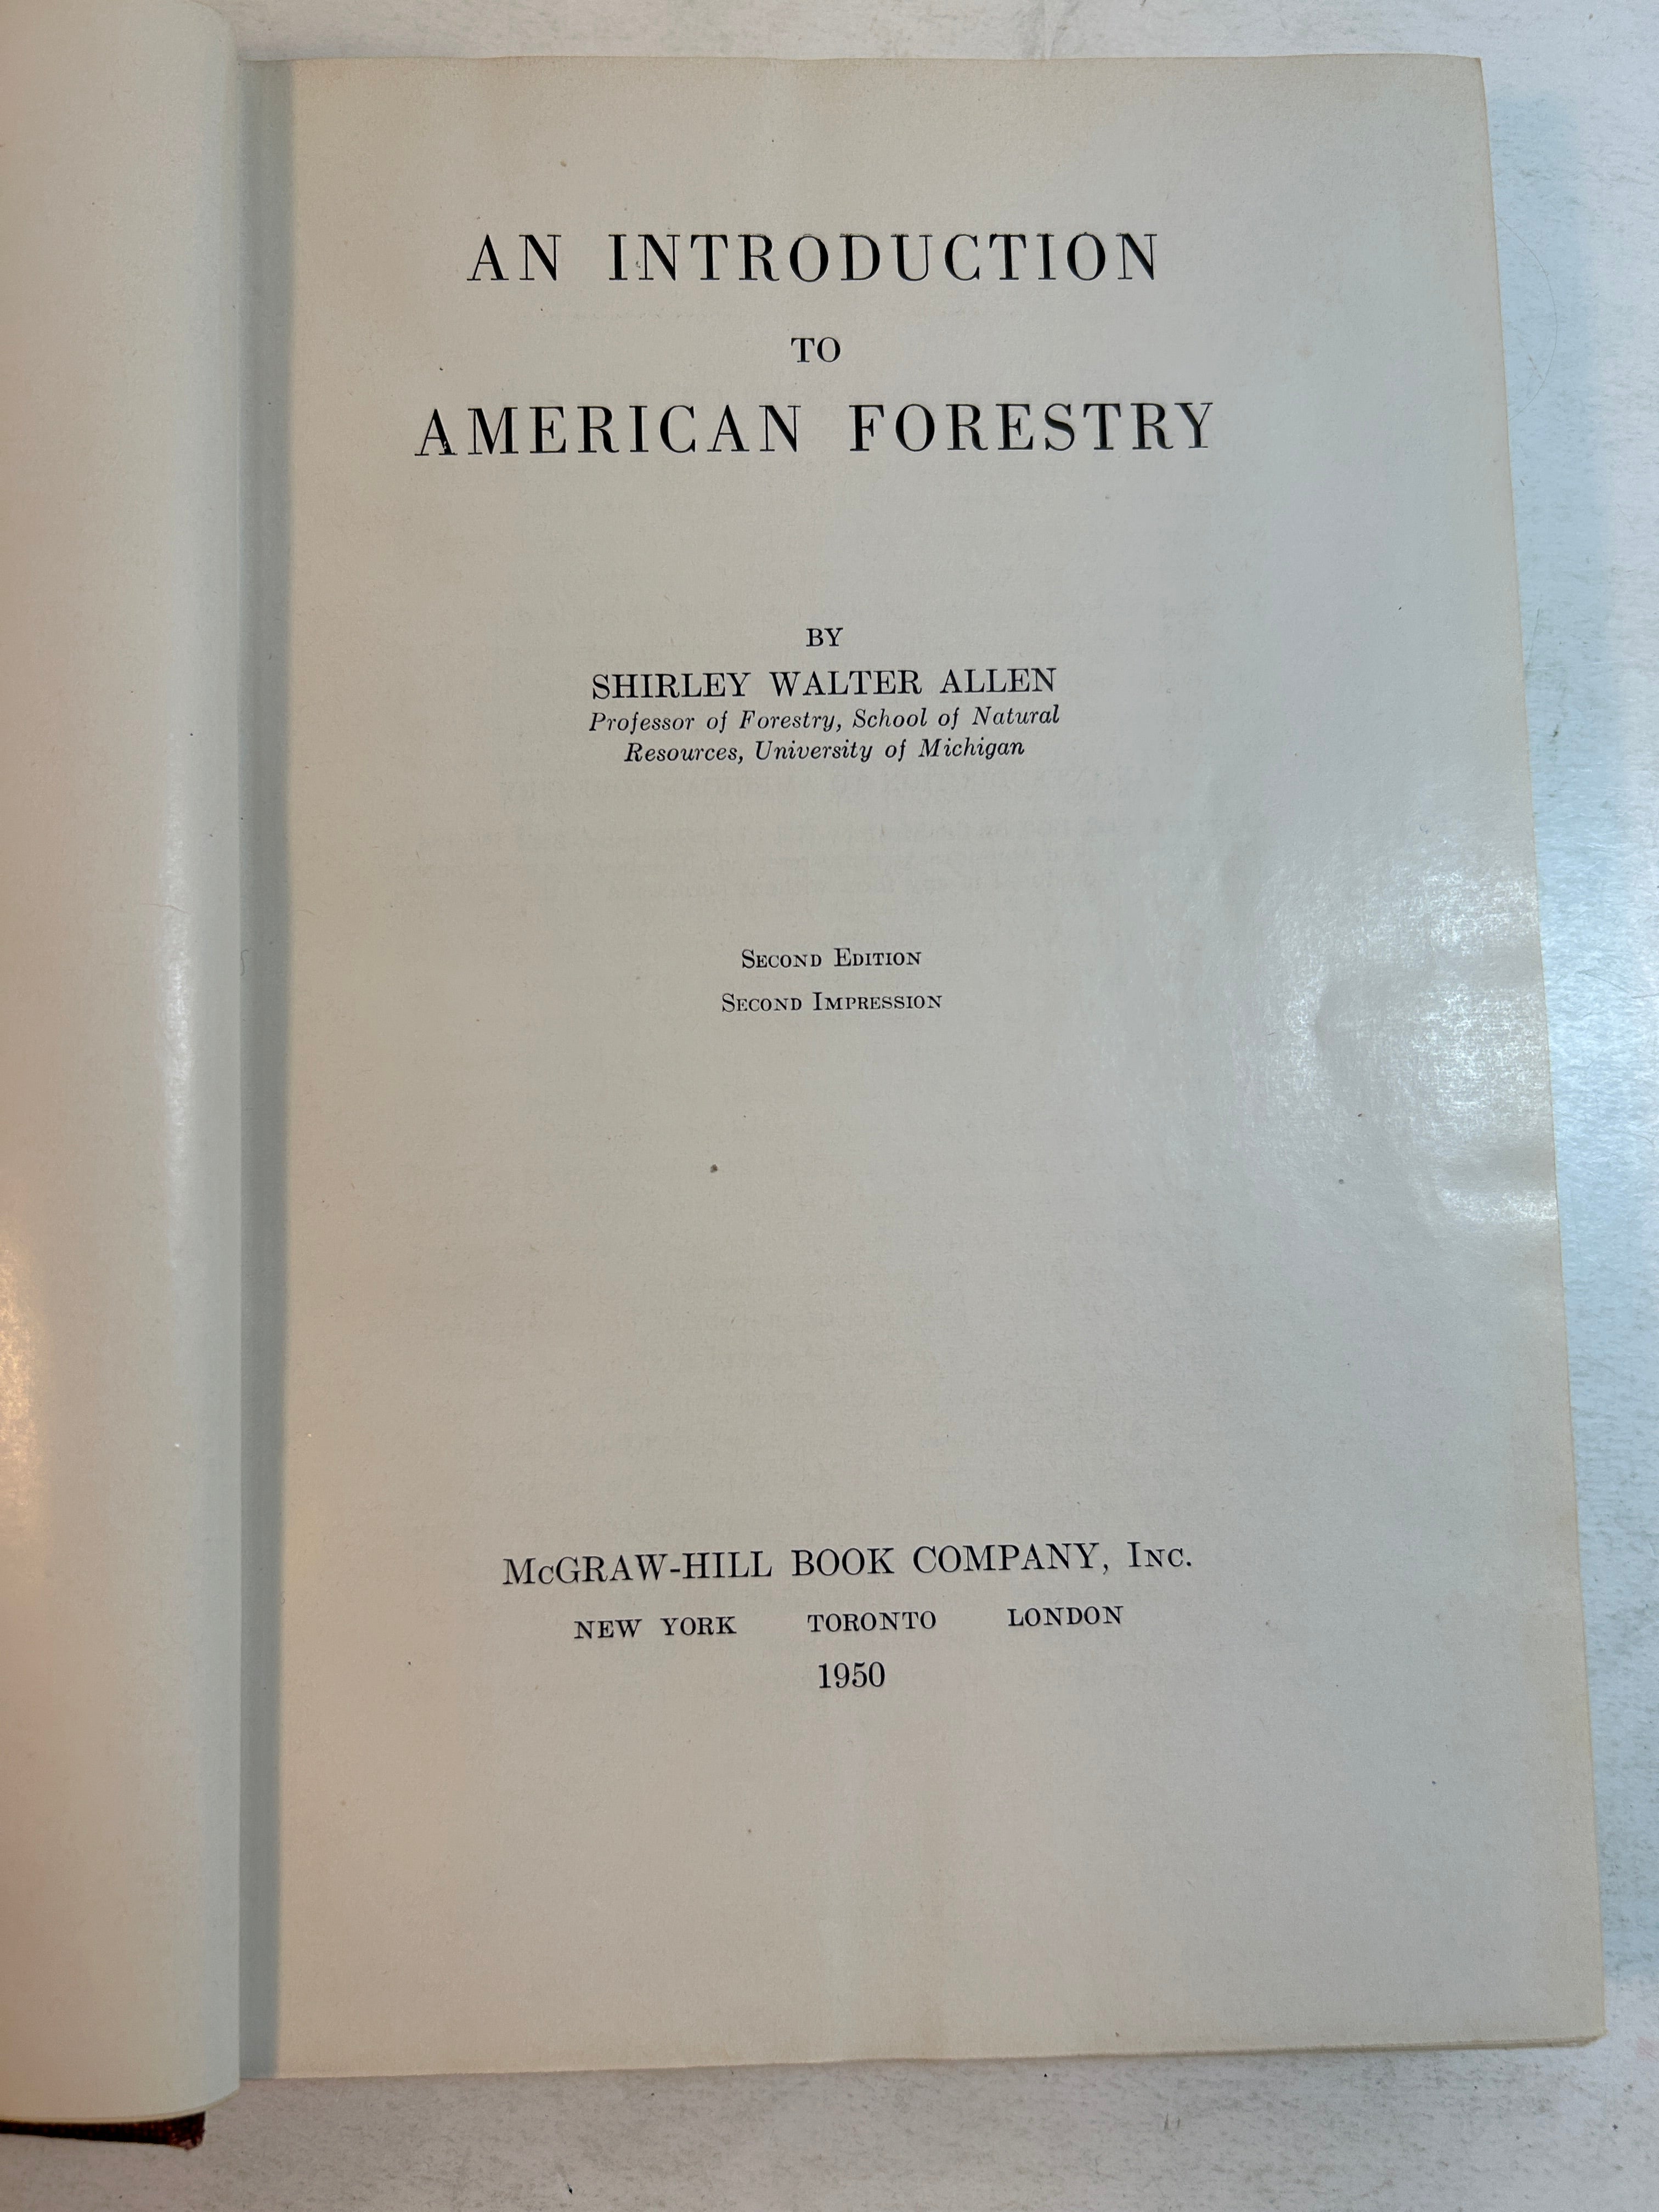 AN INTRODUCTION
TO
AMERICAN FORESTRY
BY
SHIRLEY WALTER ALLEN
Professor of Forestry, School of Natural
Resources, University of Michigan
SECOND EDITION
SECOND IMPRESSION
McGRAW-HILL BOOK COMPANY, INC.
NEW YORK TORONTO LONDON
1950